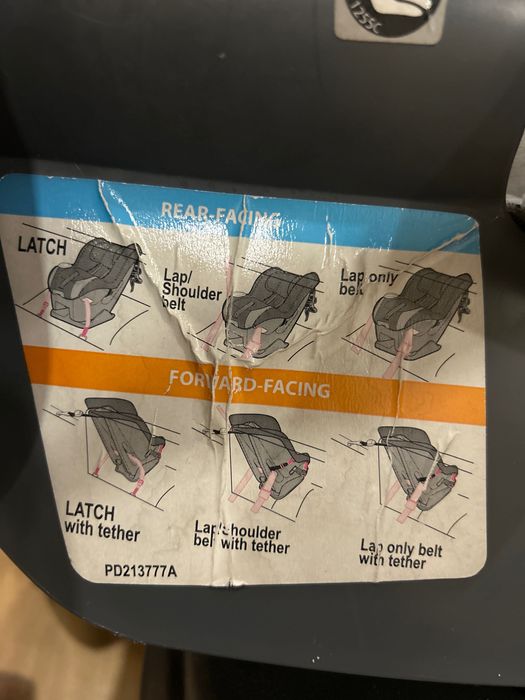 1255C
REAR-FACING
LATCH
Lap/
Shoulder
belt
Lap only
belt
FORWARD-FACING
LATCH
with tether
Lap/Shoulder
belt with tether
Lap only belt
with tether
PD213777A